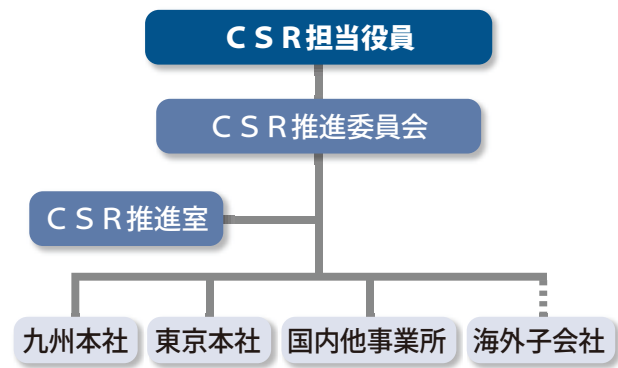 ＣＳＲ担当役員
ＣＳＲ推進委員会
ＣＳＲ推進室
九州本社
東京本社
国内他事業所
海外子会社